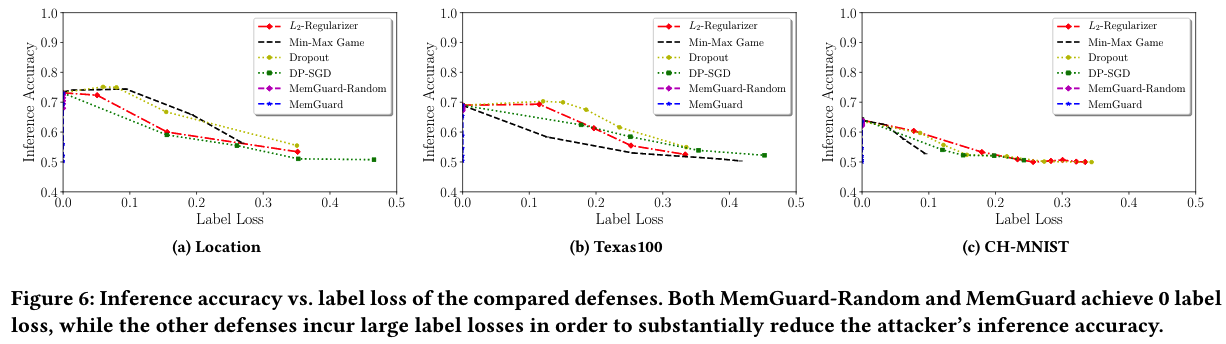 1.0
0.9
0.8
0.7
0.6
0.5
0.4
Inference Accuracy
L₂-Regularizer
Min-Max Game
Dropout
DP-SGD
MemGuard-Random
MemGuard
0.0 0.1 0.2 0.3 0.4 0.5
Label Loss
(a) Location
1.0
0.9
0.8
0.7
0.6
0.5
0.4
Inference Accuracy
L₂-Regularizer
Min-Max Game
Dropout
DP-SGD
MemGuard-Random
MemGuard
0.0 0.1 0.2 0.3 0.4 0.5
Label Loss
(b) Texas100
1.0
0.9
0.8
0.7
0.6
0.5
0.4
Inference Accuracy
L₂-Regularizer
Min-Max Game
Dropout
DP-SGD
MemGuard-Random
MemGuard
0.0 0.1 0.2 0.3 0.4 0.5
Label Loss
(c) CH-MNIST
Figure 6: Inference accuracy vs. label loss of the compared defenses. Both MemGuard-Random and MemGuard achieve 0 label
loss, while the other defenses incur large label losses in order to substantially reduce the attacker's inference accuracy.